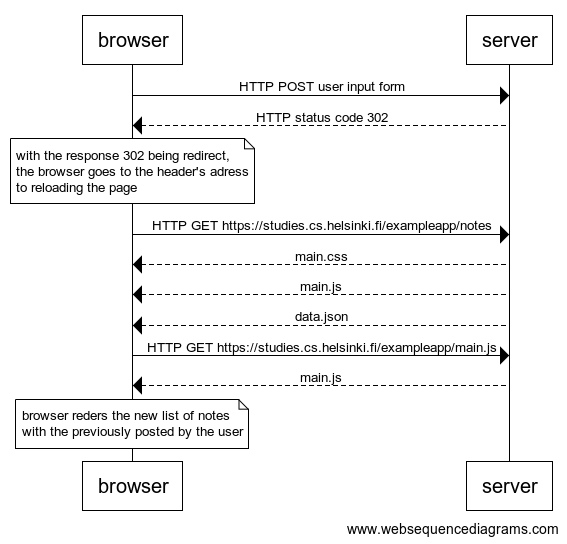 browser
server
HTTP POST user input form
HTTP status code 302
with the response 302 being redirect,
the browser goes to the header's adress
to reloading the page
HTTP GET https://studies.cs.helsinki.fi/exampleapp/notes
main.css
main.js
data.json
HTTP GET https://studies.cs.helsinki.fi/exampleapp/main.js
main.js
browser reders the new list of notes
with the previously posted by the user
browser
server
www.websequencediagrams.com